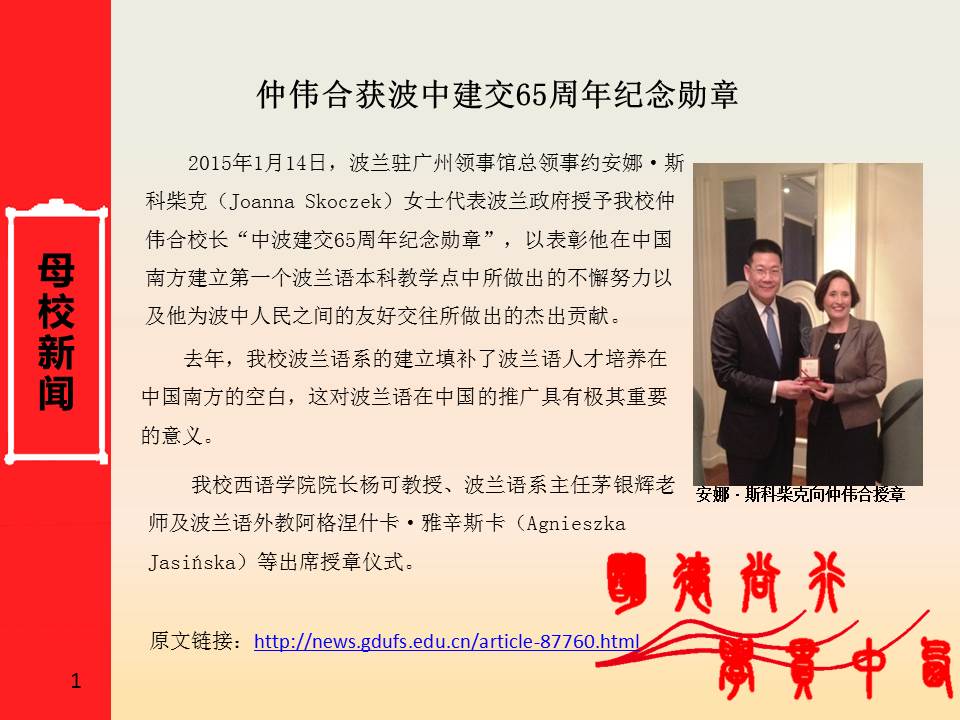 仲伟合获波中建交65周年纪念勋章
2015年1月14日，波兰驻广州领事馆总领事约安娜·斯
科柴克（Joanna Skoczek）女士代表波兰政府授予我校仲
伟合校长“中波建交65周年纪念勋章”，以表彰他在中国
南方建立第一个波兰语本科教学点中所做出的不懈努力以
及他为波中人民之间的友好交往所做出的杰出贡献。
去年，我校波兰语系的建立填补了波兰语人才培养在
中国南方的空白，这对波兰语在中国的推广具有极其重要
的意义。
我校西语学院院长杨可教授、波兰语系主任茅银辉老
师及波兰语外教阿格涅什卡·雅辛斯卡（Agnieszka
Jasińska）等出席授章仪式。
原文链接：http://news.gdufs.edu.cn/article-87760.html
安娜·斯科柴克向仲伟合授章
母校新闻
明德尚行
學貫中西
1